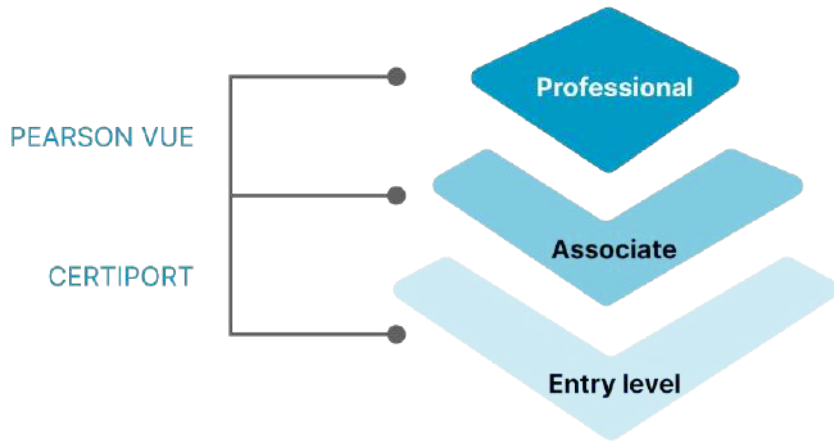 Professional
PEARSON VUE
Associate
CERTIPORT
Entry level